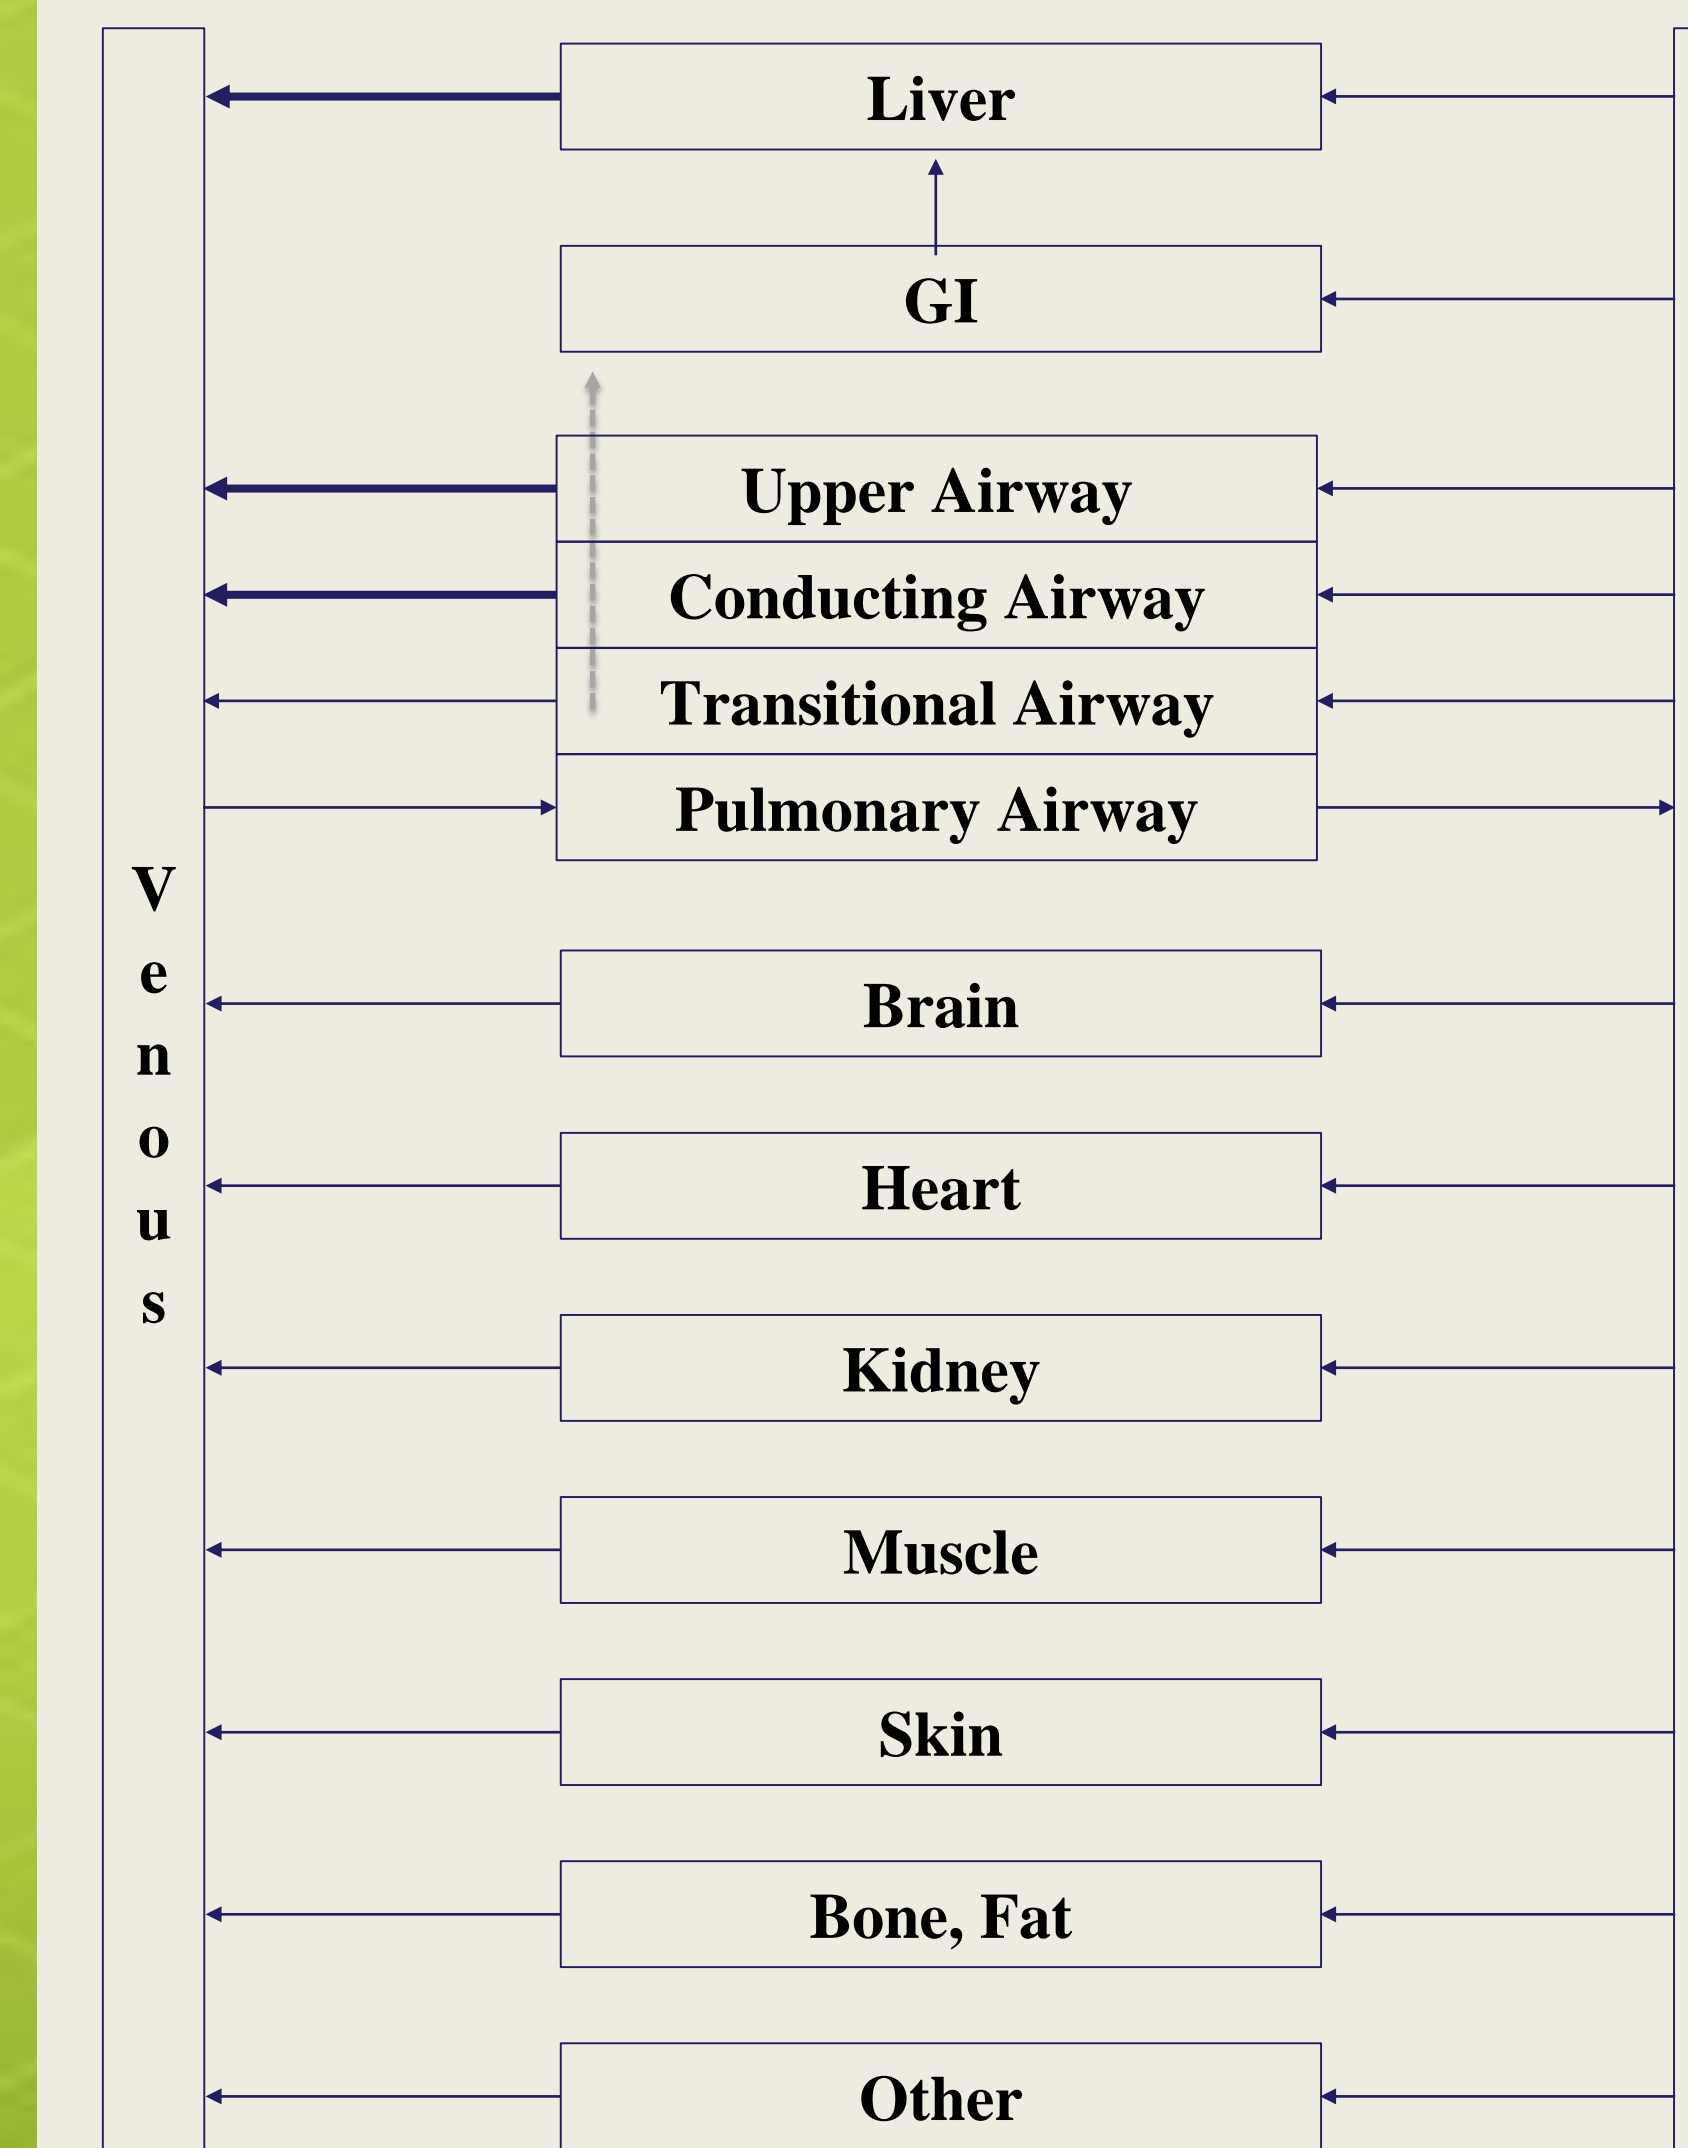 Liver
GI
Upper Airway
Conducting Airway
Transitional Airway
Pulmonary Airway
V
e
n
o
u
s
Brain
Heart
Kidney
Muscle
Skin
Bone, Fat
Other